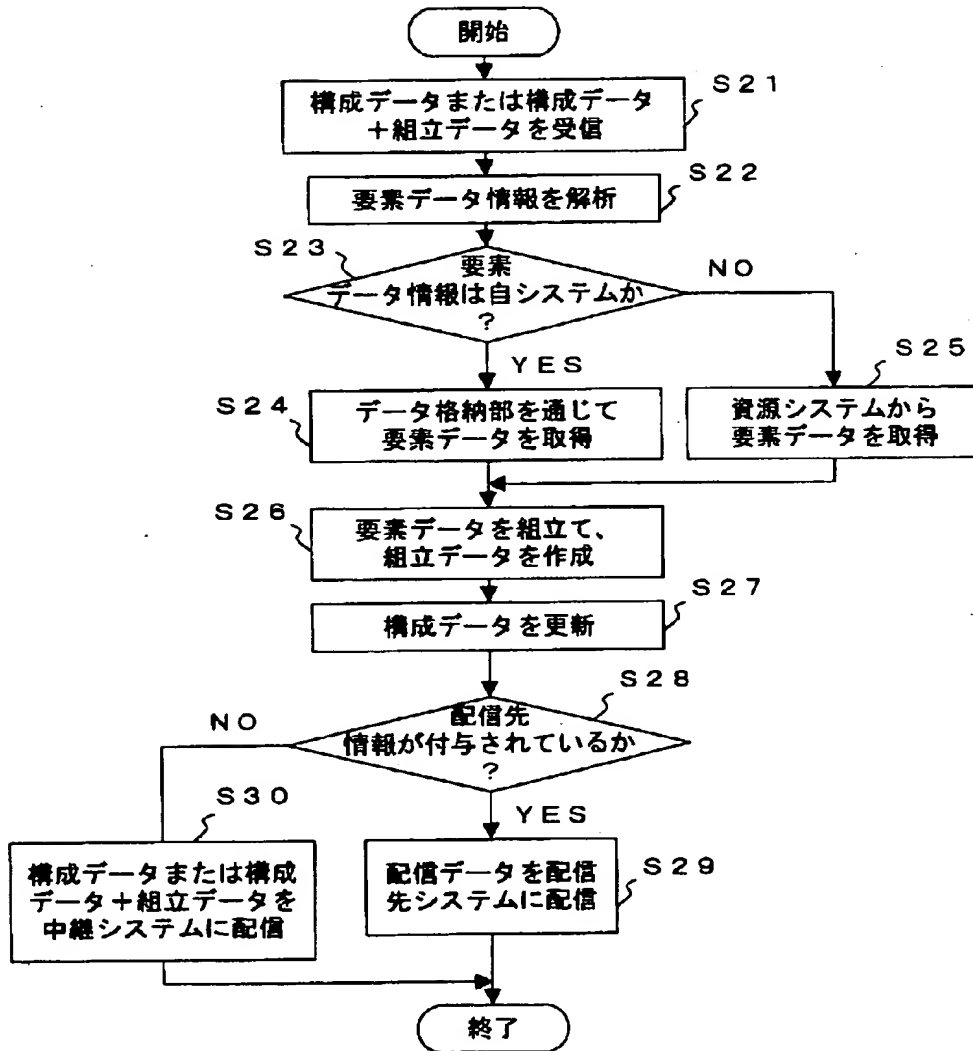 開始
S21
構成データまたは構成データ
+組立データを受信
S22
要素データ情報を解析
S23
要素
データ情報は自システムか
?
NO
YES
S24
データ格納部を通じて
要素データを取得
S25
資源システムから
要素データを取得
S26
要素データを組立て、
組立データを作成
S27
構成データを更新
S28
配信先
情報が付与されているか
?
NO
YES
S30
構成データまたは構成
データ+組立データを
中継システムに配信
S29
配信データを配信
先システムに配信
終了